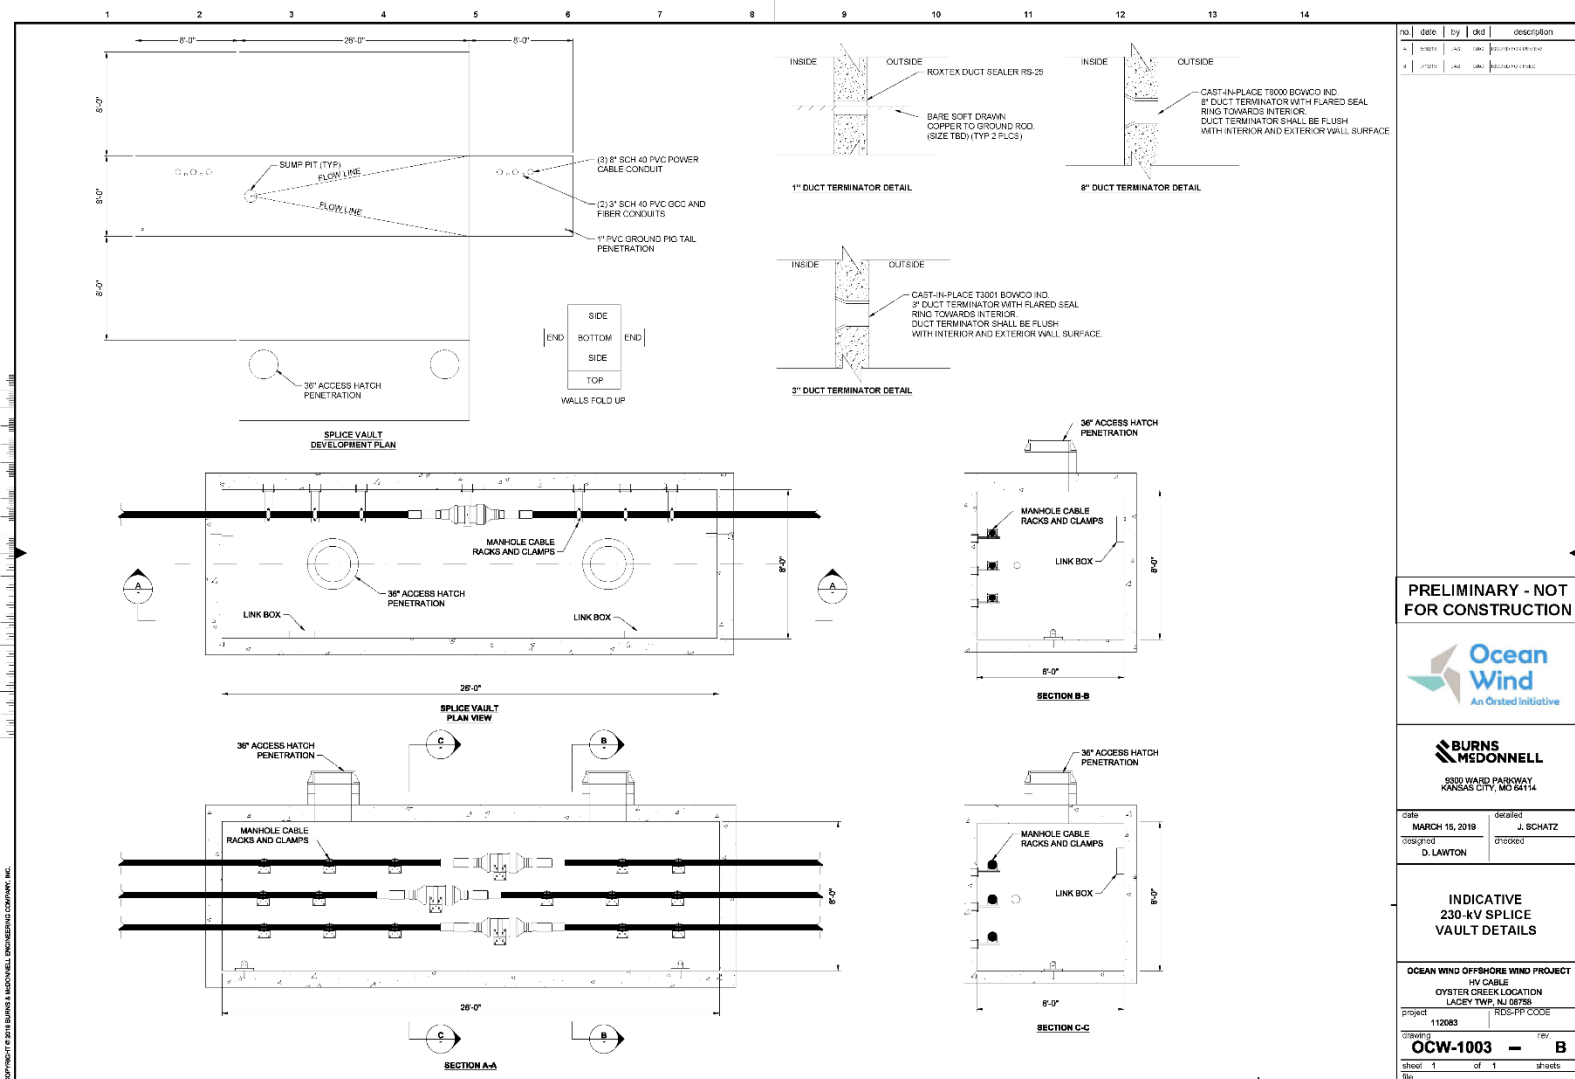 1 2 3 4 5 6 7 8 9 10 11 12 13 14
8'-0" 26'-0" 8'-0"
8'-0"
8'-0"
8'-0"
SUMP PIT (TYP)
FLOW LINE
FLOW LINE
(3) 8" SCH 40 PVC POWER
CABLE CONDUIT
(2) 3" SCH 40 PVC GCC AND
FIBER CONDUITS
1" PVC GROUND PIG TAIL
PENETRATION
36" ACCESS HATCH
PENETRATION
SPLICE VAULT
DEVELOPMENT PLAN
SIDE
END BOTTOM END
SIDE
TOP
WALLS FOLD UP
INSIDE OUTSIDE
ROXTEX DUCT SEALER RS-25
BARE SOFT DRAWN
COPPER TO GROUND ROD.
(SIZE TBD) (TYP 2 PLCS)
1" DUCT TERMINATOR DETAIL
INSIDE OUTSIDE
CAST-IN-PLACE T8000 BOWCO IND.
8" DUCT TERMINATOR WITH FLARED SEAL
RING TOWARDS INTERIOR.
DUCT TERMINATOR SHALL BE FLUSH
WITH INTERIOR AND EXTERIOR WALL SURFACE.
8" DUCT TERMINATOR DETAIL
INSIDE OUTSIDE
CAST-IN-PLACE T3001 BOWCO IND.
3" DUCT TERMINATOR WITH FLARED SEAL
RING TOWARDS INTERIOR.
DUCT TERMINATOR SHALL BE FLUSH
WITH INTERIOR AND EXTERIOR WALL SURFACE.
3" DUCT TERMINATOR DETAIL
MANHOLE CABLE
RACKS AND CLAMPS
36" ACCESS HATCH
PENETRATION
LINK BOX
LINK BOX
A
A
8'-0"
26'-0"
SPLICE VAULT
PLAN VIEW
36" ACCESS HATCH
PENETRATION
MANHOLE CABLE
RACKS AND CLAMPS
LINK BOX
8'-0"
8'-0"
SECTION B-B
C
B
36" ACCESS HATCH
PENETRATION
MANHOLE CABLE
RACKS AND CLAMPS
8'-0"
26'-0"
C
B
SECTION A-A
36" ACCESS HATCH
PENETRATION
MANHOLE CABLE
RACKS AND CLAMPS
LINK BOX
8'-0"
8'-0"
SECTION C-C
no. date by ckd description
A JAS
B JAS
PRELIMINARY - NOT
FOR CONSTRUCTION
Ocean
Wind
An Ørsted Initiative
BURNS
McDONNELL
9300 WARD PARKWAY
KANSAS CITY, MO 64114
date detailed
MARCH 15, 2019 J. SCHATZ
designed checked
D. LAWTON
INDICATIVE
230-kV SPLICE
VAULT DETAILS
OCEAN WIND OFFSHORE WIND PROJECT
HV CABLE
OYSTER CREEK LOCATION
LACEY TWP, NJ 08758
project RDS-PP CODE
112083
drawing rev.
OCW-1003 — B
sheet 1 of 1 sheets
file
COPYRIGHT © 2019 BURNS & McDONNELL ENGINEERING COMPANY, INC.